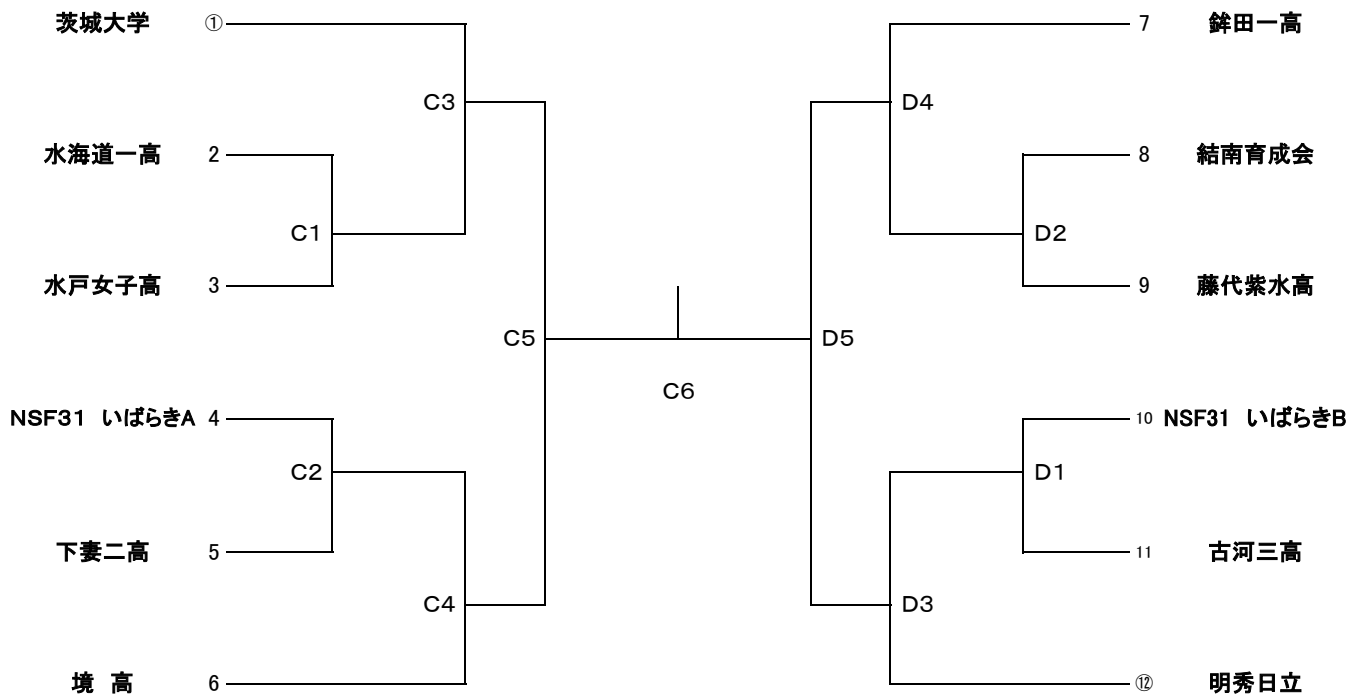 茨城大学 ① 7 鉾田一高
C3 D4
水海道一高 2 8 結南育成会
C1 D2
水戸女子高 3 9 藤代紫水高
C5 D5
C6
NSF31 いばらきA 4 10 NSF31 いばらきB
C2 D1
下妻二高 5 11 古河三高
C4 D3
境 高 6 ⑫ 明秀日立